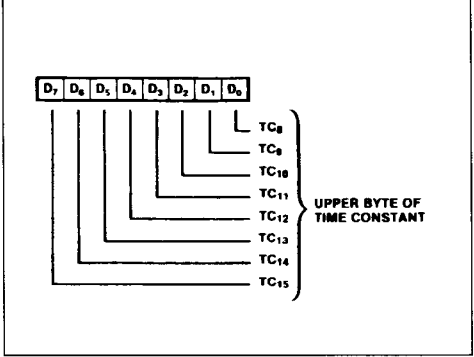 D₇ D₆ D₅ D₄ D₃ D₂ D₁ D₀
TC₈
TC₉
TC₁₀
TC₁₁
TC₁₂
TC₁₃
TC₁₄
TC₁₅
UPPER BYTE OF
TIME CONSTANT